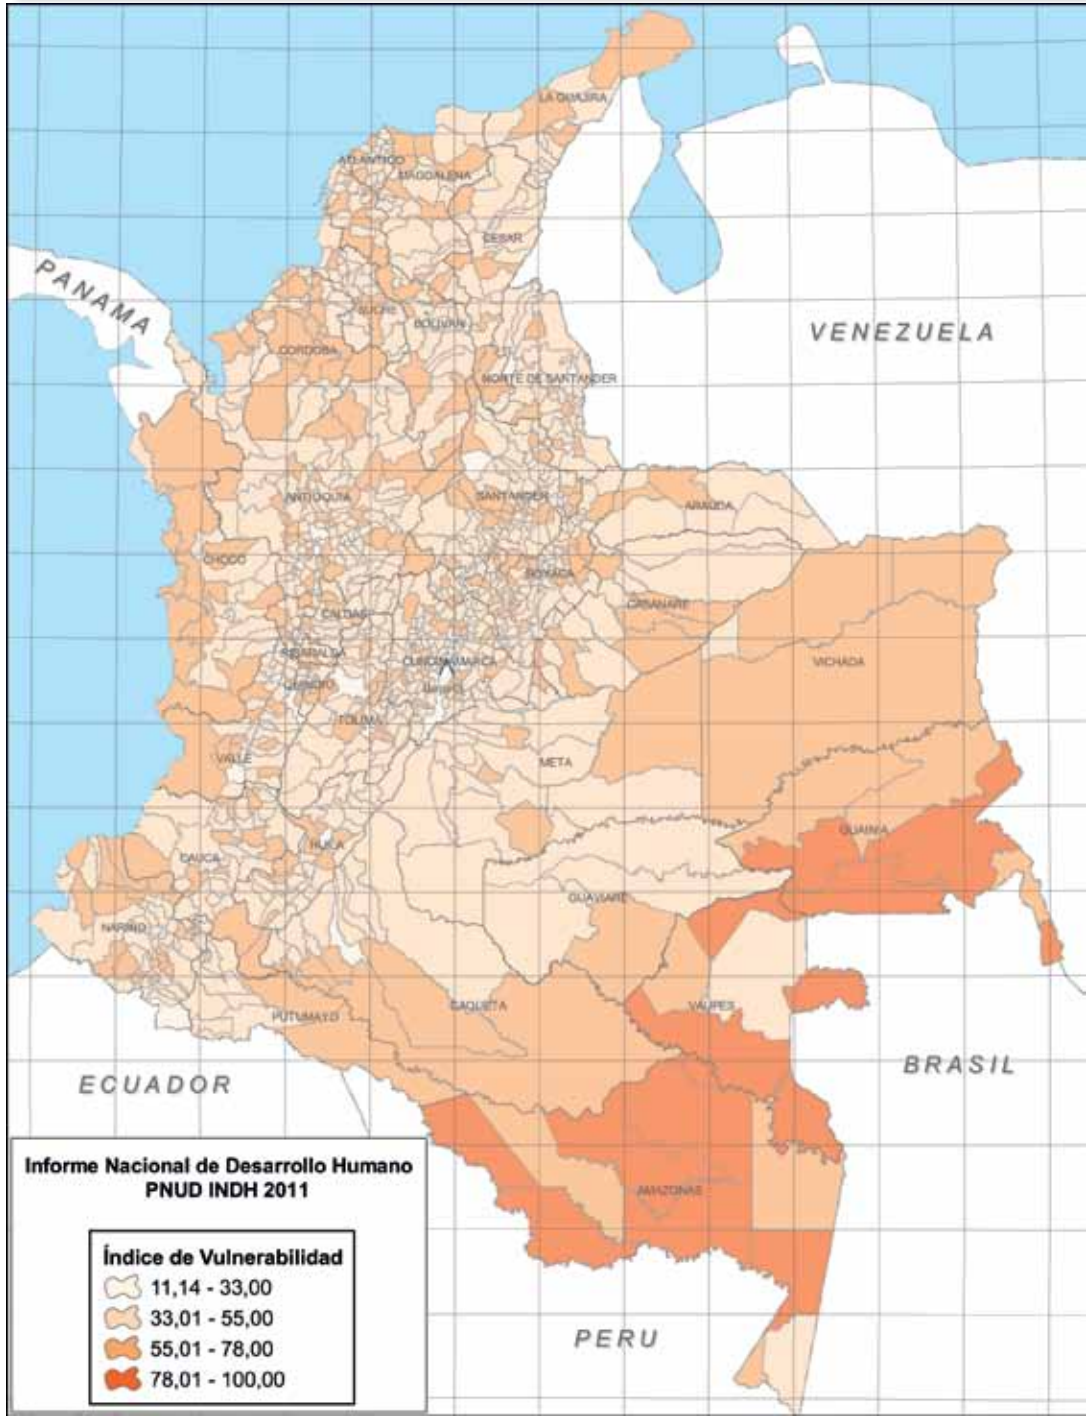 LA GUAJIRA
ATLANTICO
MAGDALENA
CESAR
PANAMA
SUCRE
BOLIVAR
VENEZUELA
CORDOBA
NORTE DE SANTANDER
ANTIOQUIA
SANTANDER
ARAUCA
CHOCO
BOYACA
CASANARE
CALDAS
RISARALDA
CUNDINAMARCA
VICHADA
QUINDIO
TOLIMA
VALLE
META
GUAINIA
HUILA
CAUCA
GUAVIARE
NARIÑO
CAQUETA
VAUPES
PUTUMAYO
BRASIL
ECUADOR
AMAZONAS
PERU
Informe Nacional de Desarrollo Humano
PNUD INDH 2011
Índice de Vulnerabilidad
11,14 - 33,00
33,01 - 55,00
55,01 - 78,00
78,01 - 100,00